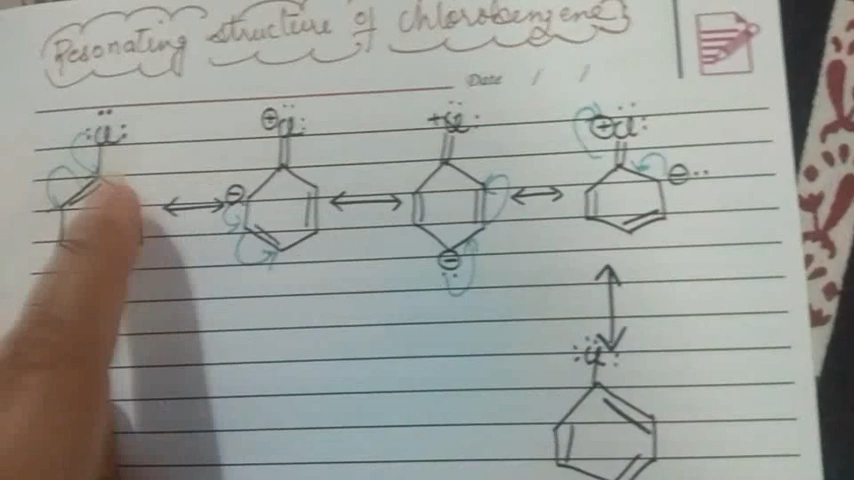 Resonating structure of chlorobenzene
Date / /
:C̈l:
⊕C̈l:
+C̈l:
⊕C̈l:
⊖
⊖:
⊖:
:C̈l: